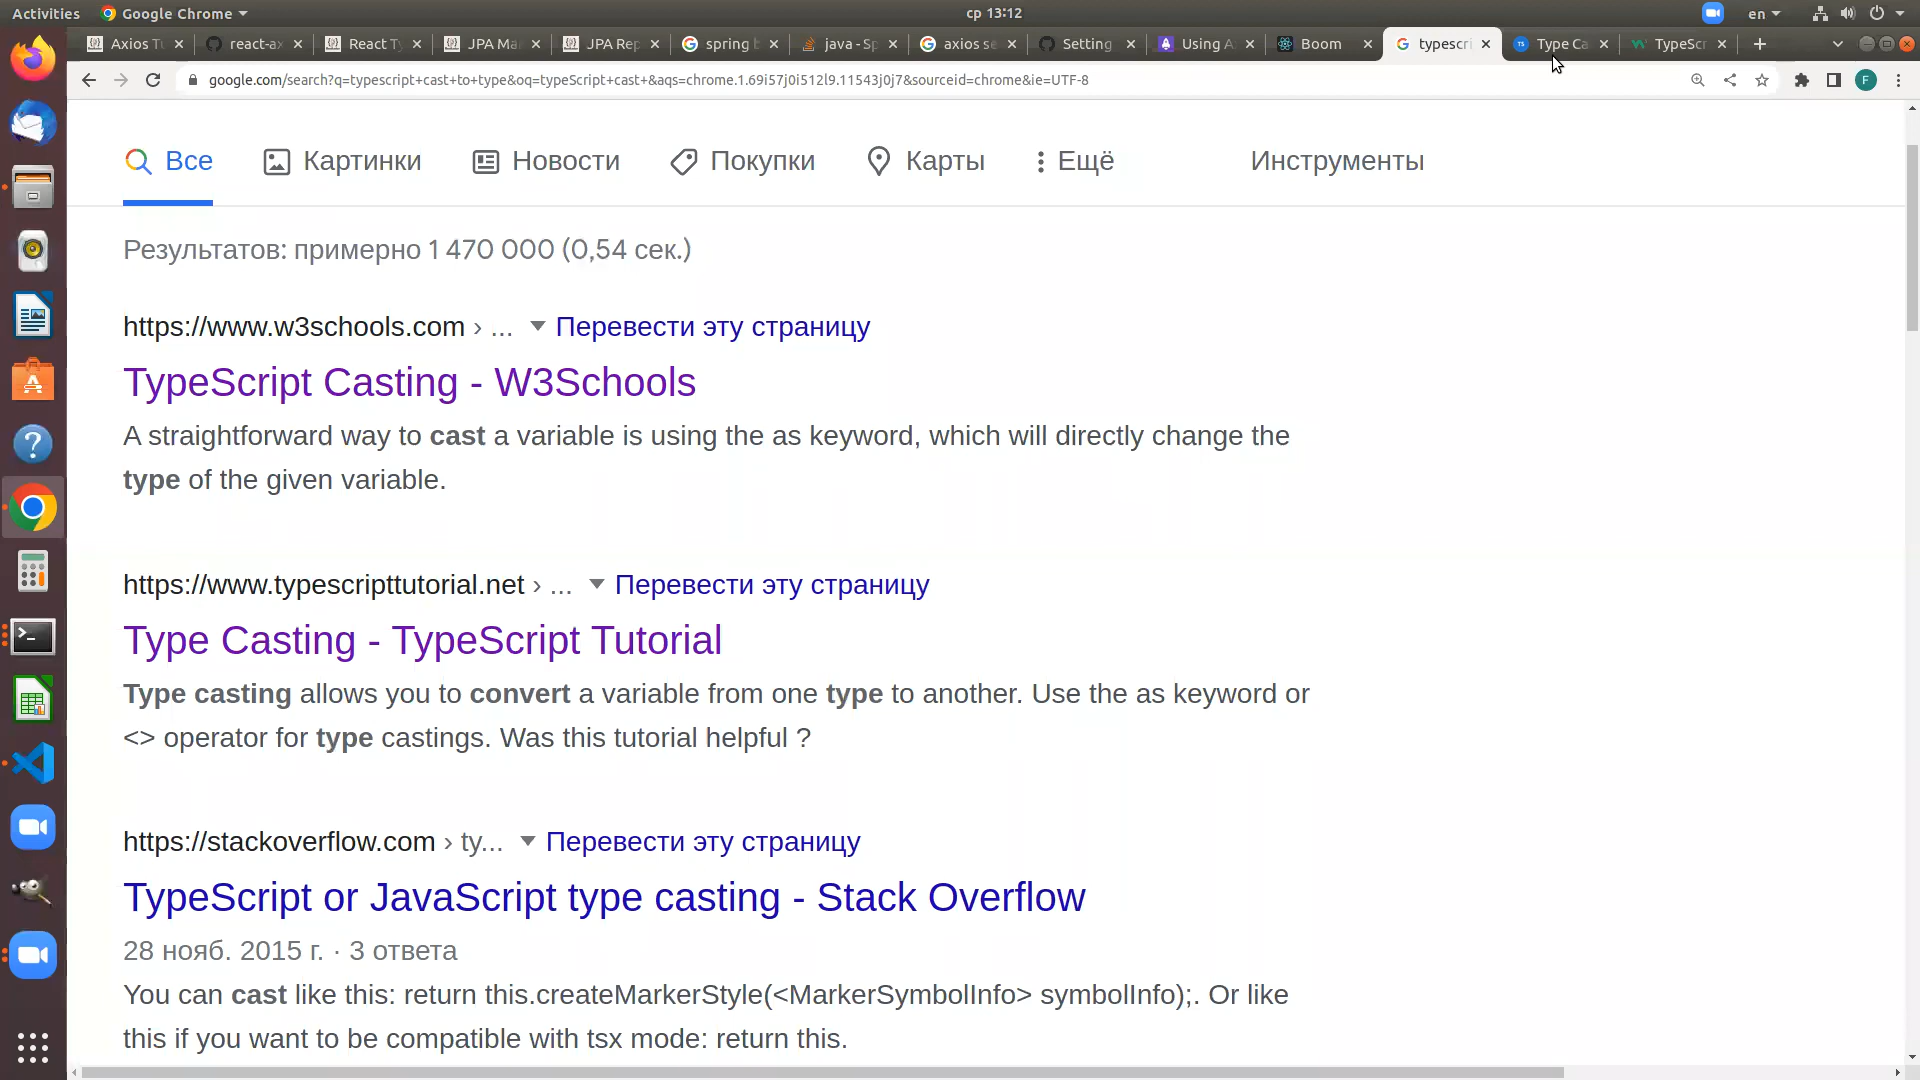 Activities
Google Chrome
ср 13:12
en
Axios Tu
react-ax
React Ty
JPA Ma
JPA Rep
spring b
java - Sp
axios se
Setting
Using A
Boom
typescri
Type Ca
TypeScr
google.com/search?q=typescript+cast+to+type&oq=typeScript+cast+&aqs=chrome.1.69i57j0i512l9.11543j0j7&sourceid=chrome&ie=UTF-8
F
Все
Картинки
Новости
Покупки
Карты
Ещё
Инструменты
Результатов: примерно 1 470 000 (0,54 сек.)
https://www.w3schools.com › ... Перевести эту страницу
TypeScript Casting - W3Schools
A straightforward way to cast a variable is using the as keyword, which will directly change the
type of the given variable.
https://www.typescripttutorial.net › ... Перевести эту страницу
Type Casting - TypeScript Tutorial
Type casting allows you to convert a variable from one type to another. Use the as keyword or
<> operator for type castings. Was this tutorial helpful ?
https://stackoverflow.com › ty... Перевести эту страницу
TypeScript or JavaScript type casting - Stack Overflow
28 нояб. 2015 г. · 3 ответа
You can cast like this: return this.createMarkerStyle(<MarkerSymbolInfo> symbolInfo);. Or like
this if you want to be compatible with tsx mode: return this.